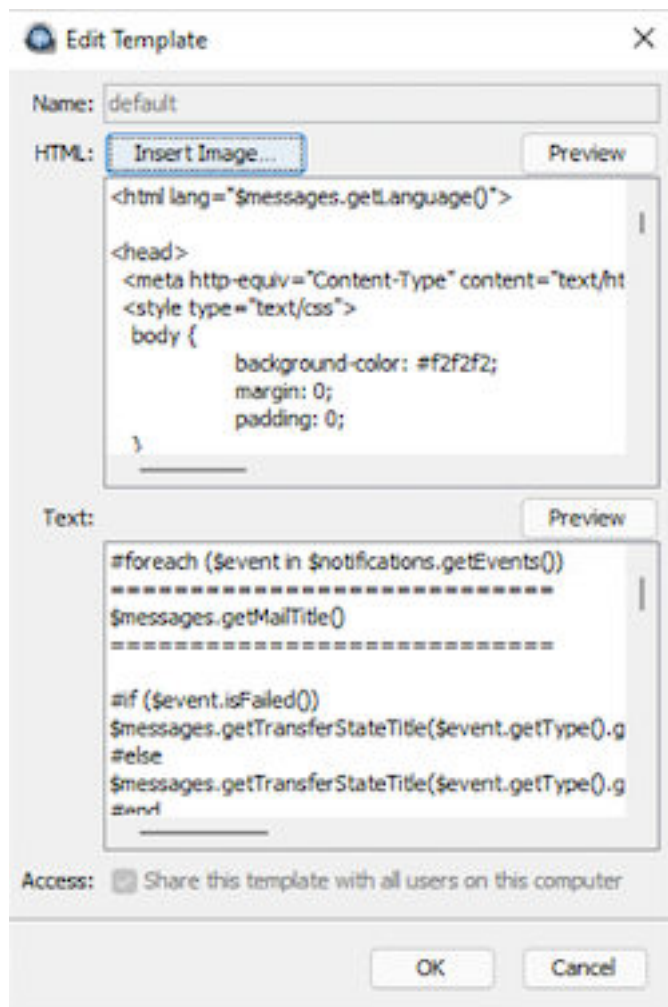 Edit Template
Name: default
HTML: Insert Image... Preview
<html lang="$messages.getLanguage()">
<head>
<meta http-equiv="Content-Type" content="text/ht
<style type="text/css">
body {
background-color: #f2f2f2;
margin: 0;
padding: 0;
}
Text: Preview
#foreach ($event in $notifications.getEvents())
============================
$messages.getMailTitle()
============================
#if ($event.isFailed())
$messages.getTransferStateTitle($event.getType().g
#else
$messages.getTransferStateTitle($event.getType().g
#end
Access: Share this template with all users on this computer
OK Cancel